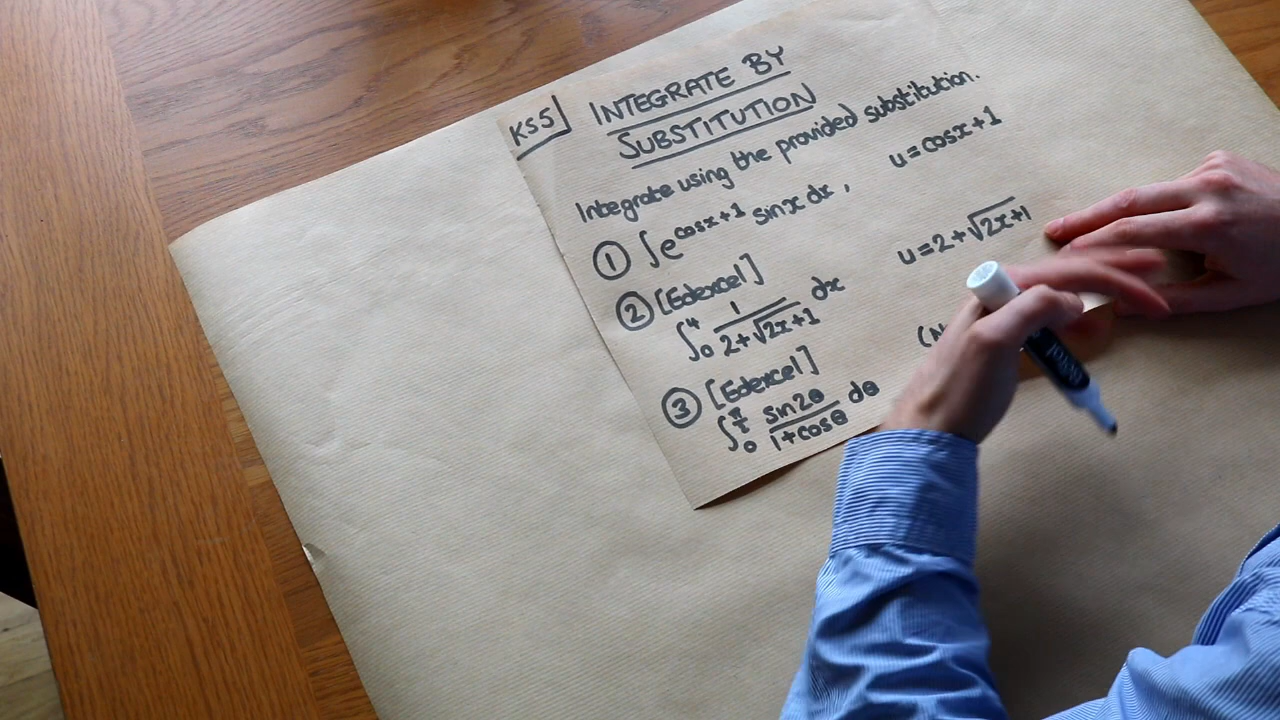 KS5
INTEGRATE BY
SUBSTITUTION
Integrate using the provided substitution.
① ∫e^(cosx+1) sinx dx, u=cosx+1
② [Edexcel]
∫₀⁴ 1/(2+√(2x+1)) dx u=2+√(2x+1)
③ [Edexcel]
∫₀^(π/2) sin2θ/(1+cosθ) dθ (N